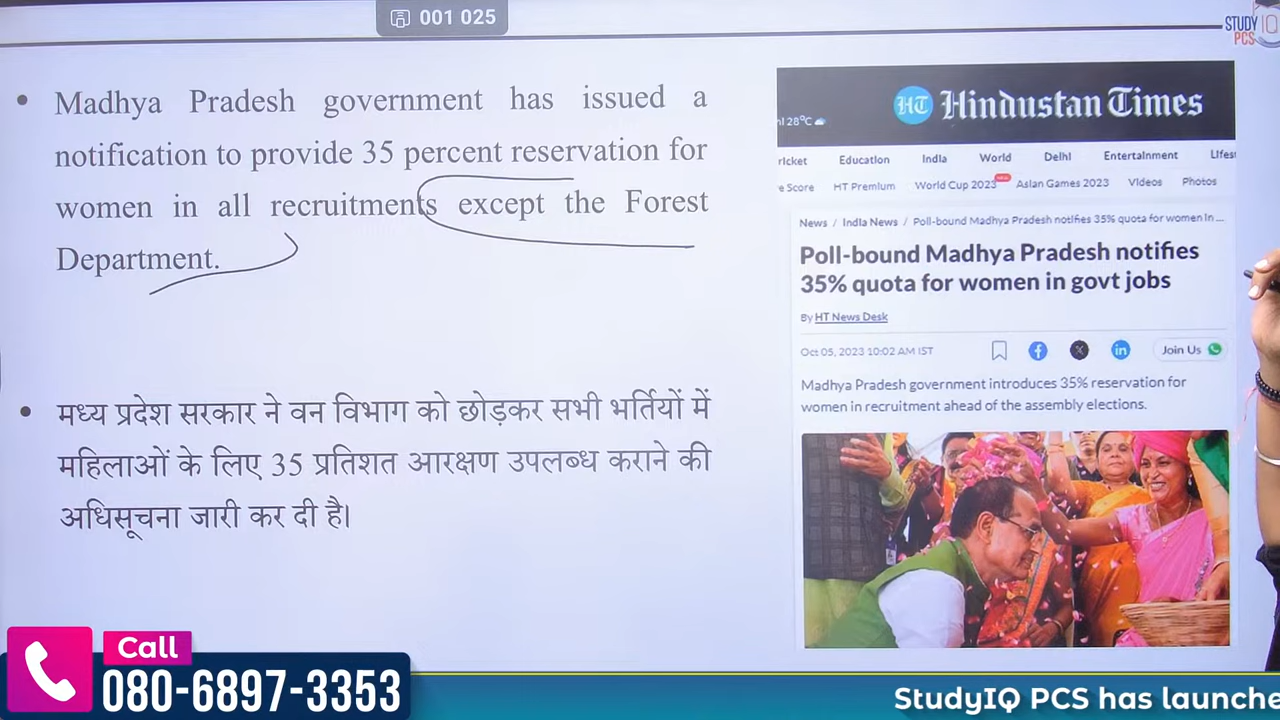 001 025
STUDY IQ
PCS
• Madhya Pradesh government has issued a
notification to provide 35 percent reservation for
women in all recruitments except the Forest
Department.
• मध्य प्रदेश सरकार ने वन विभाग को छोड़कर सभी भर्तियों में
महिलाओं के लिए 35 प्रतिशत आरक्षण उपलब्ध कराने की
अधिसूचना जारी कर दी है।
HT Hindustan Times
28°C
Education India World Delhi Entertainment
Score HT Premium World Cup 2023 Asian Games 2023 Videos Photos
News / India News / Poll-bound Madhya Pradesh notifies 35% quota for women in ...
Poll-bound Madhya Pradesh notifies
35% quota for women in govt jobs
By HT News Desk
Oct 05, 2023 10:02 AM IST
Join Us
Madhya Pradesh government introduces 35% reservation for
women in recruitment ahead of the assembly elections.
Call
080-6897-3353
StudyIQ PCS has launche